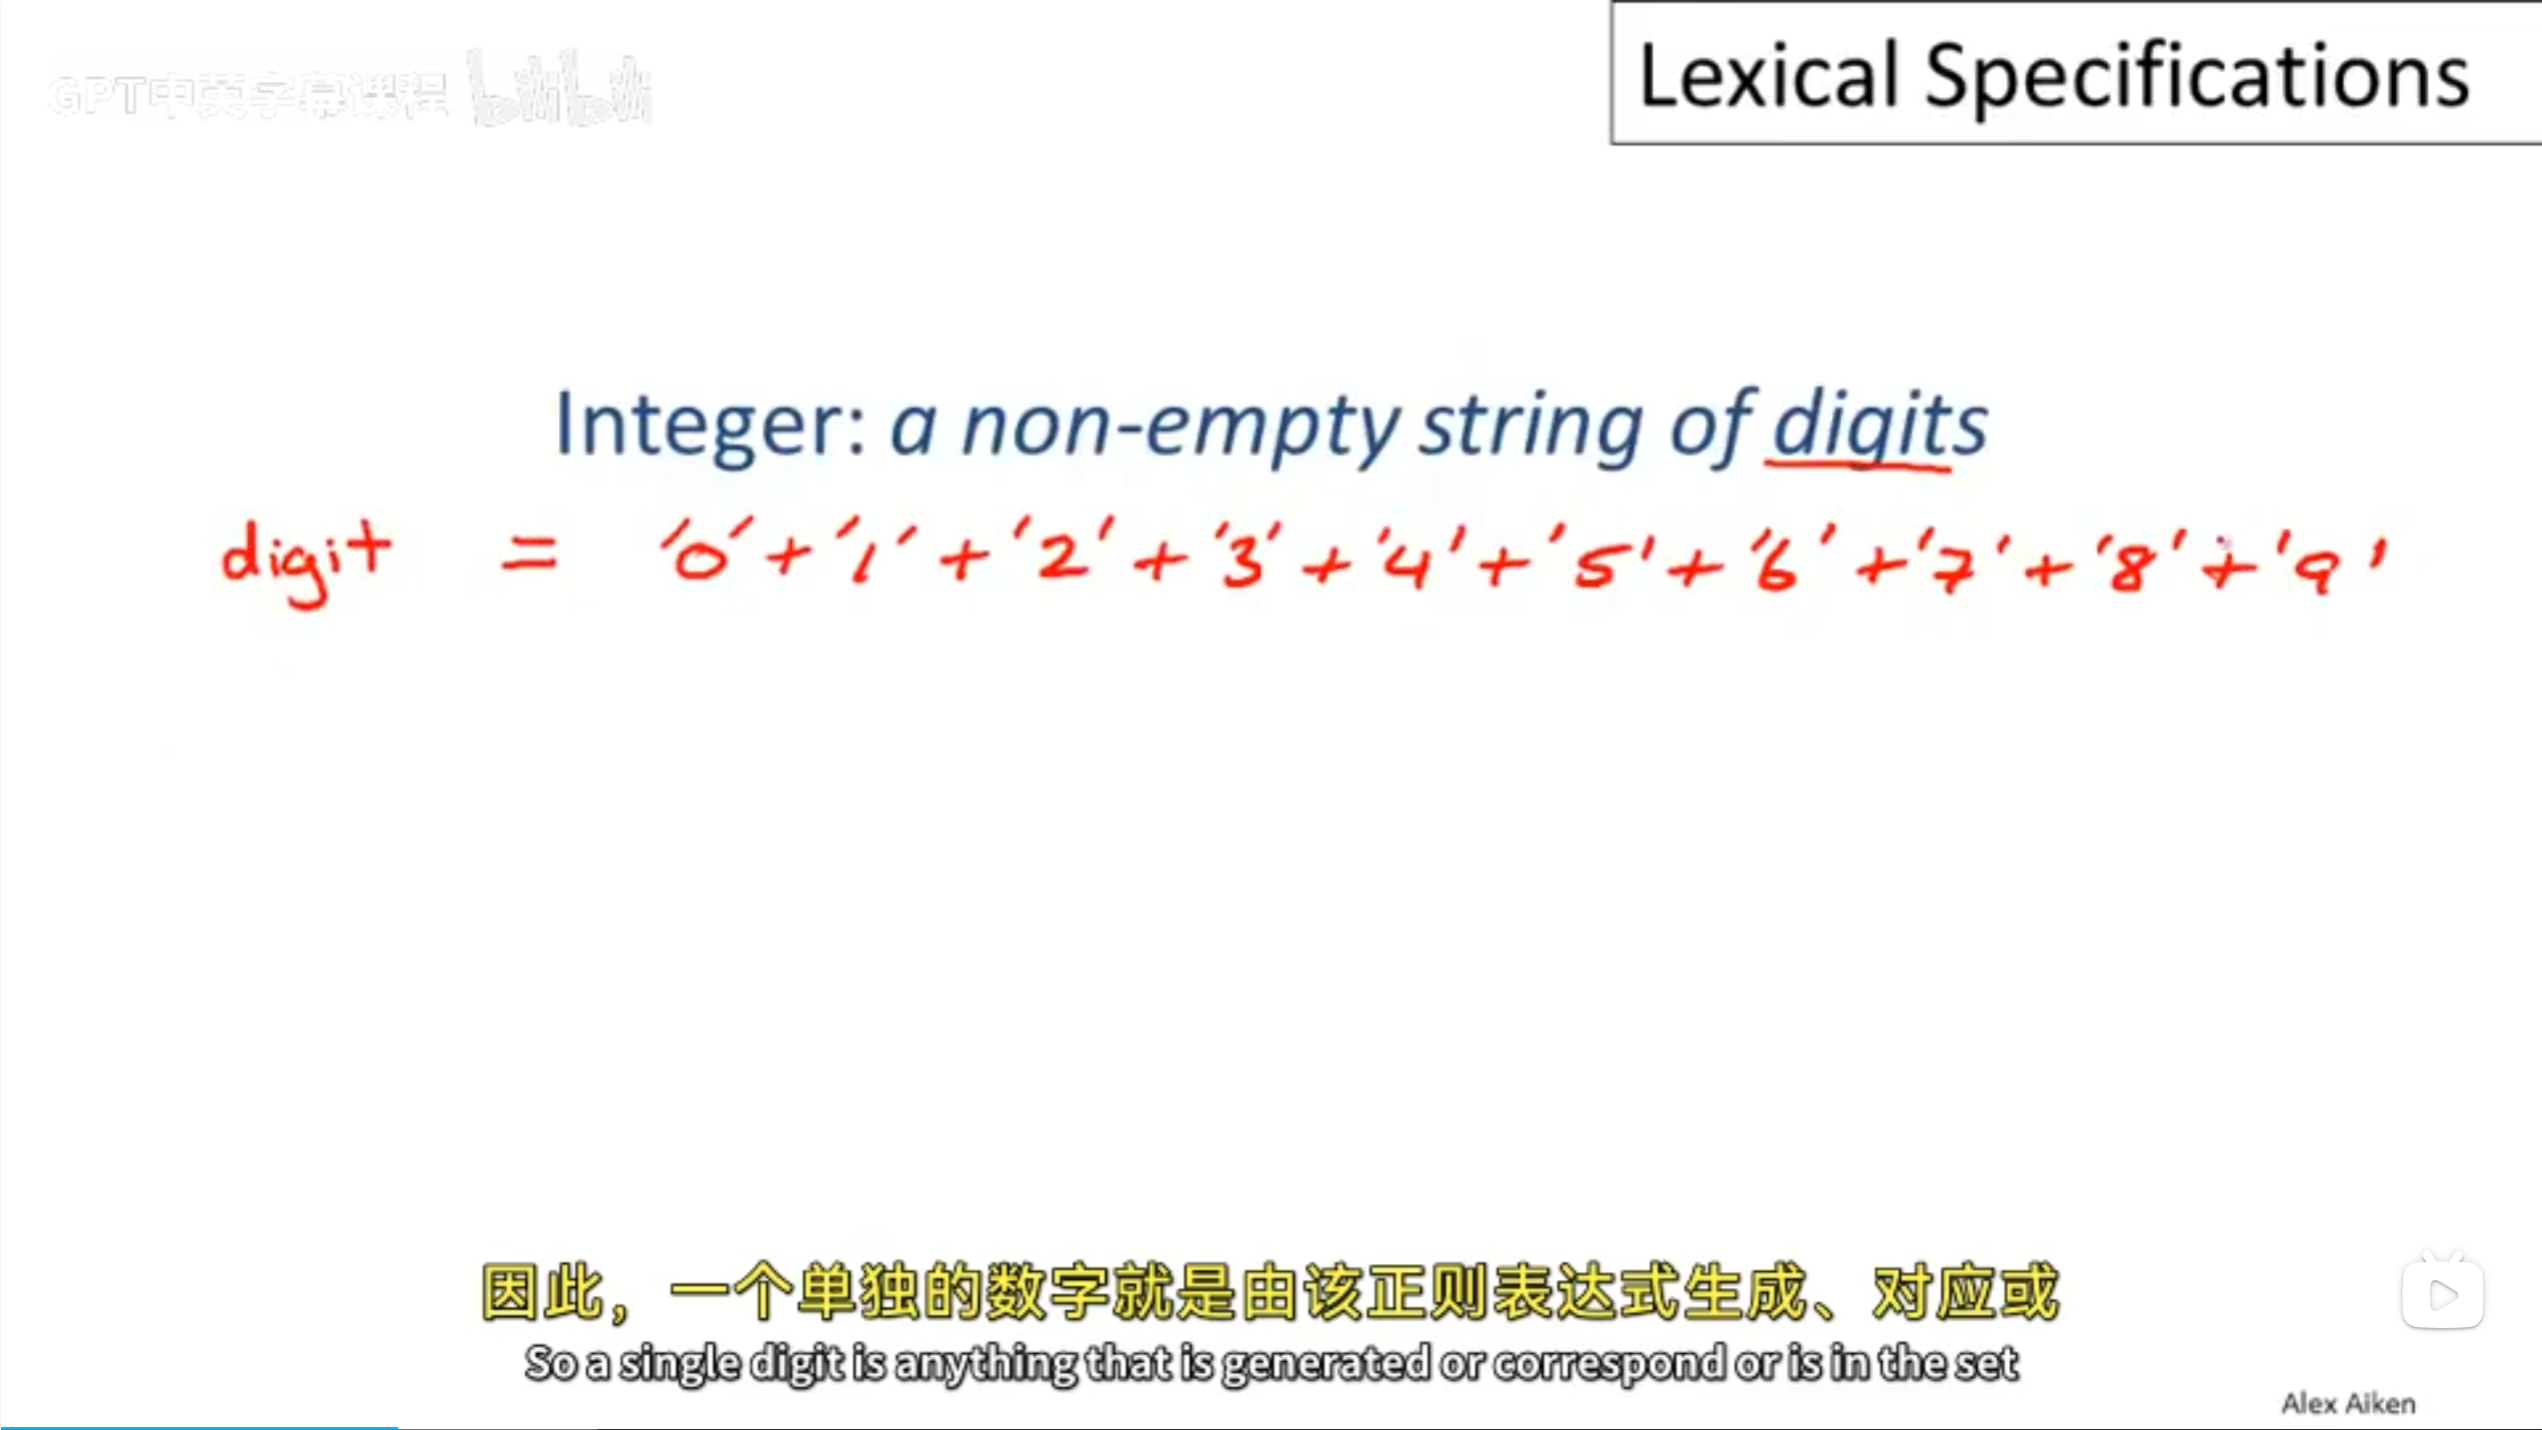 GPT中英字幕课程 bilibili
Lexical Specifications
Integer: a non-empty string of digits
digit = '0' + '1' + '2' + '3' + '4' + '5' + '6' + '7' + '8' + '9'
因此，一个单独的数字就是由该正则表达式生成、对应或
So a single digit is anything that is generated or correspond or is in the set
Alex Aiken